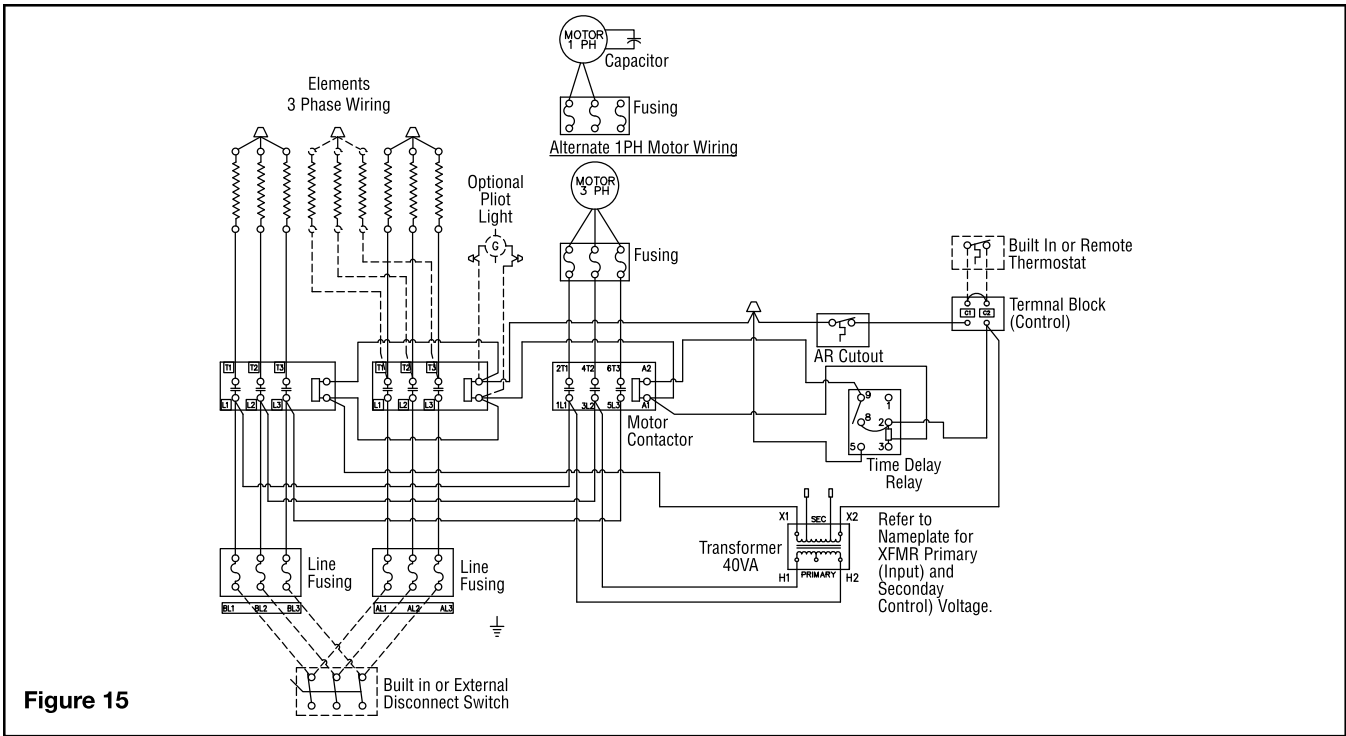 MOTOR
1 PH
Capacitor
Elements
3 Phase Wiring
Fusing
Alternate 1PH Motor Wiring
MOTOR
3 PH
Optional
Pliot
Light
G
Fusing
Built In or Remote
Thermostat
C1 C2
Termnal Block
(Control)
AR Cutout
T1 T2 T3
T1 T2 T3
2T1 4T2 6T3 A2
L1 L2 L3
L1 L2 L3
1L1 3L2 5L3 A1
Motor
Contactor
9 1
8 2
5 3
Time Delay
Relay
X1 SEC X2
Transformer
40VA
H1 PRIMARY H2
Refer to
Nameplate for
XFMR Primary
(Input) and
Seconday
Control) Voltage.
Line
Fusing
Line
Fusing
BL1 BL2 BL3
AL1 AL2 AL3
Built in or External
Disconnect Switch
Figure 15